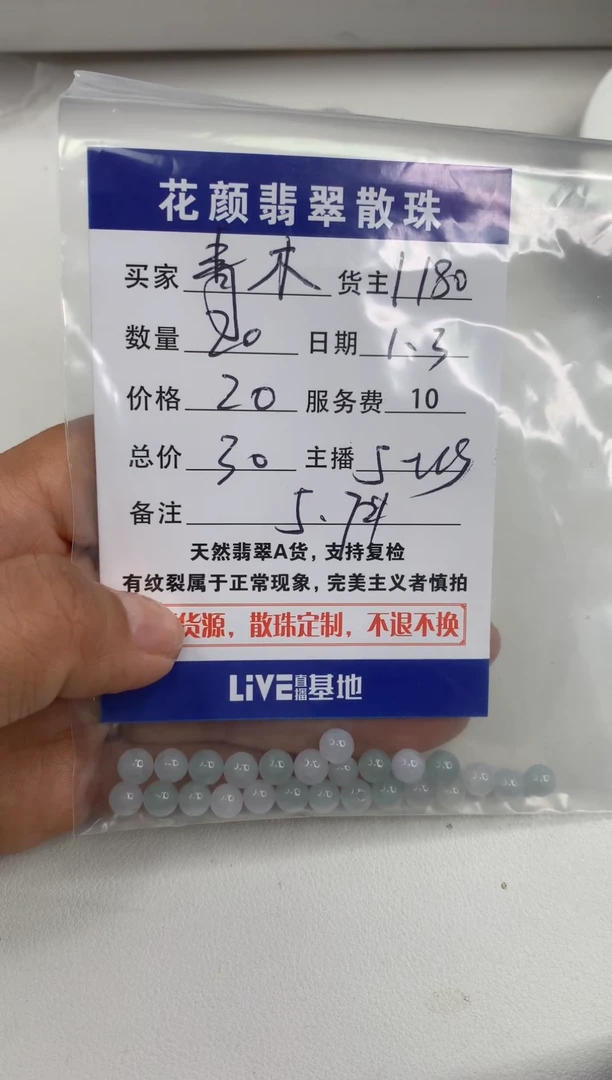 花颜翡翠散珠
买家 青木 货主 1180
数量 20 日期 1.3
价格 20 服务费 10
总价 30 主播
备注 5.
天然翡翠A货，支持复检
有纹裂属于正常现象，完美主义者慎拍
货源，散珠定制，不退不换
LiVE直播基地